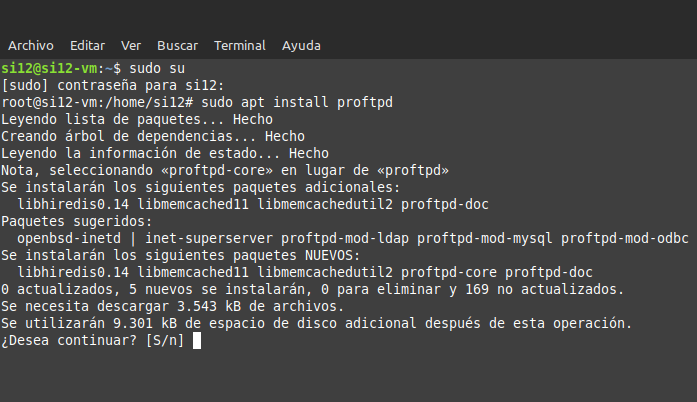 Archivo Editar Ver Buscar Terminal Ayuda
si12@si12-vm:~$ sudo su
[sudo] contraseña para si12:
root@si12-vm:/home/si12# sudo apt install proftpd
Leyendo lista de paquetes... Hecho
Creando árbol de dependencias... Hecho
Leyendo la información de estado... Hecho
Nota, seleccionando «proftpd-core» en lugar de «proftpd»
Se instalarán los siguientes paquetes adicionales:
  libhiredis0.14 libmemcached11 libmemcachedutil2 proftpd-doc
Paquetes sugeridos:
  openbsd-inetd | inet-superserver proftpd-mod-ldap proftpd-mod-mysql proftpd-mod-odbc
Se instalarán los siguientes paquetes NUEVOS:
  libhiredis0.14 libmemcached11 libmemcachedutil2 proftpd-core proftpd-doc
0 actualizados, 5 nuevos se instalarán, 0 para eliminar y 169 no actualizados.
Se necesita descargar 3.543 kB de archivos.
Se utilizarán 9.301 kB de espacio de disco adicional después de esta operación.
¿Desea continuar? [S/n]